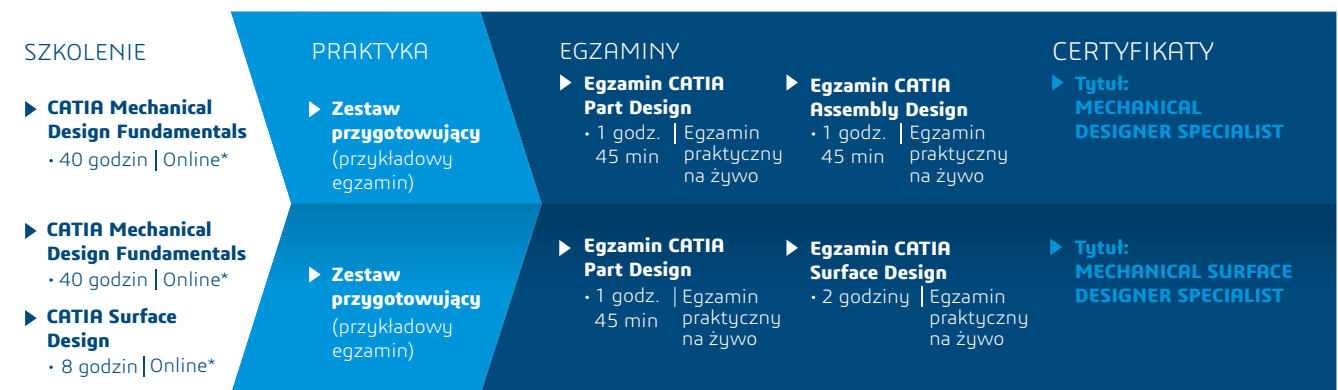 SZKOLENIE
PRAKTYKA
EGZAMINY
CERTYFIKATY
▶ CATIA Mechanical
Design Fundamentals
• 40 godzin | Online*
▶ Zestaw
przygotowujący
(przykładowy
egzamin)
▶ Egzamin CATIA
Part Design
• 1 godz. | Egzamin
45 min praktyczny
na żywo
▶ Egzamin CATIA
Assembly Design
• 1 godz. | Egzamin
45 min praktyczny
na żywo
▶ Tytuł:
MECHANICAL
DESIGNER SPECIALIST
▶ CATIA Mechanical
Design Fundamentals
• 40 godzin | Online*
▶ CATIA Surface
Design
• 8 godzin | Online*
▶ Zestaw
przygotowujący
(przykładowy
egzamin)
▶ Egzamin CATIA
Part Design
• 1 godz. | Egzamin
45 min praktyczny
na żywo
▶ Egzamin CATIA
Surface Design
• 2 godziny | Egzamin
praktyczny
na żywo
▶ Tytuł:
MECHANICAL SURFACE
DESIGNER SPECIALIST